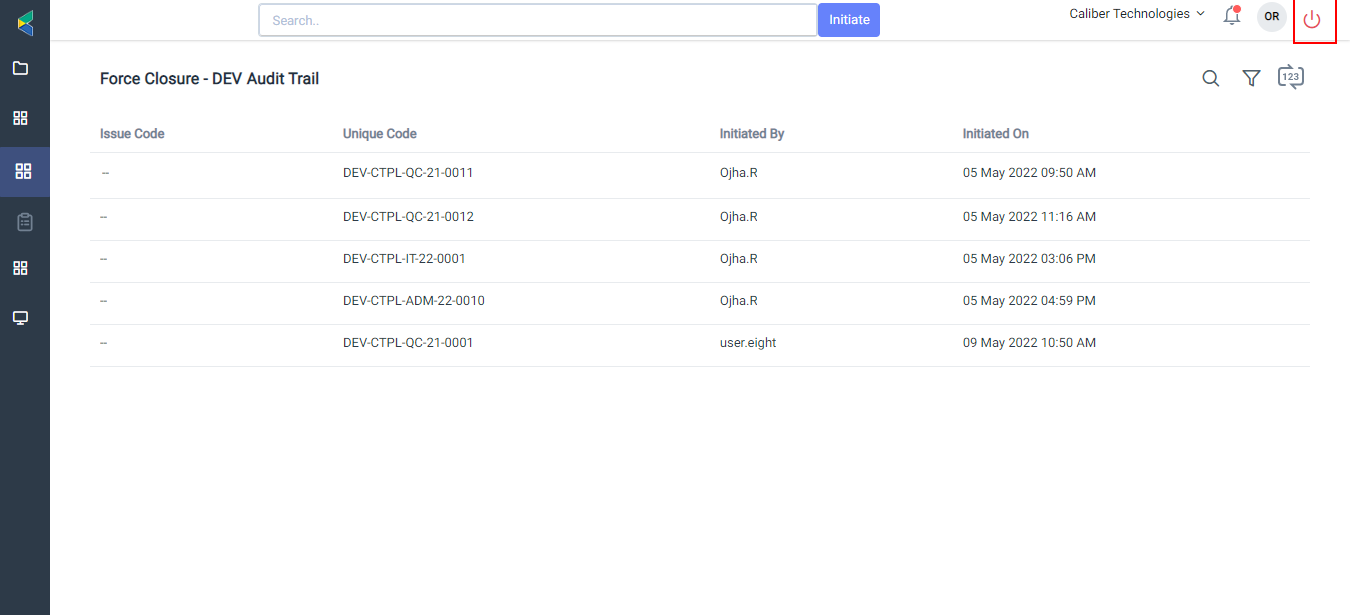 Search..
Initiate
Caliber Technologies
OR
Force Closure - DEV Audit Trail
123
Issue Code Unique Code Initiated By Initiated On
-- DEV-CTPL-QC-21-0011 Ojha.R 05 May 2022 09:50 AM
-- DEV-CTPL-QC-21-0012 Ojha.R 05 May 2022 11:16 AM
-- DEV-CTPL-IT-22-0001 Ojha.R 05 May 2022 03:06 PM
-- DEV-CTPL-ADM-22-0010 Ojha.R 05 May 2022 04:59 PM
-- DEV-CTPL-QC-21-0001 user.eight 09 May 2022 10:50 AM